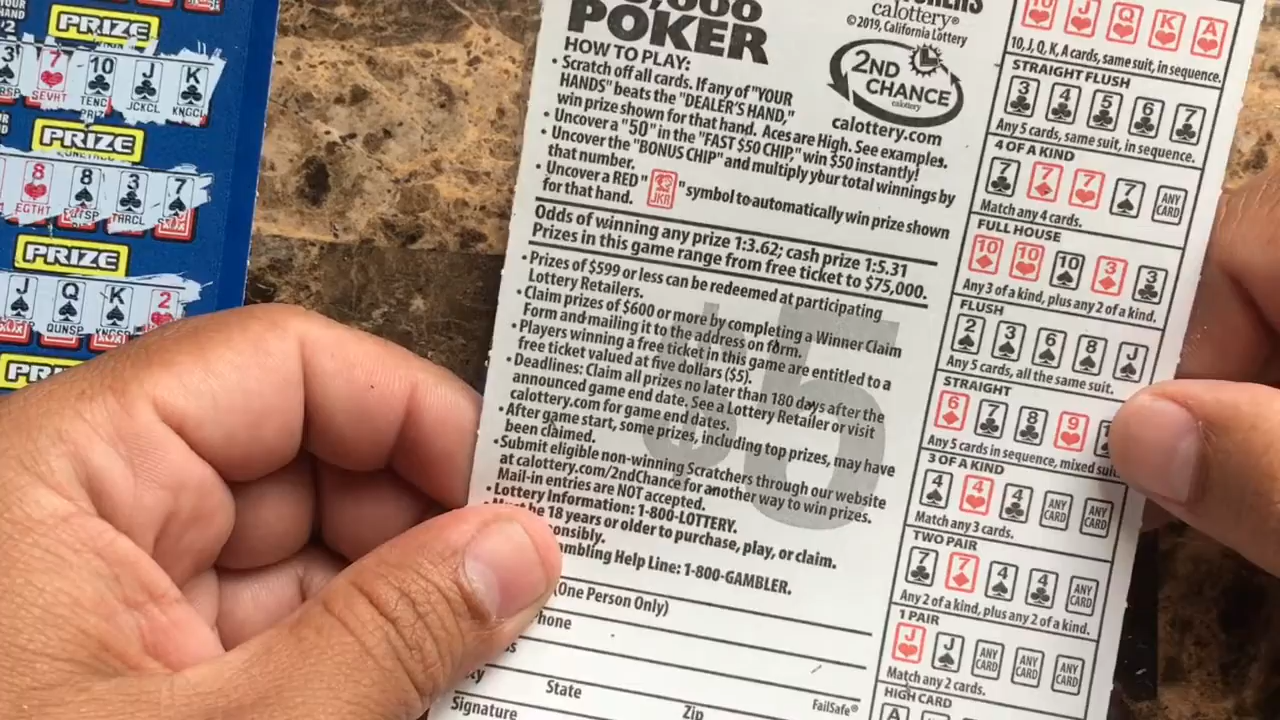 HAND
PRIZE
3 7 10 J K
SEVHT TEND JCKCL KNGCL
PRIZE
8 8 3 7
EGTHT THRCL
PRIZE
J Q K 2
QUNSP
POKER
HOW TO PLAY:
• Scratch off all cards. If any of "YOUR
HANDS" beats the "DEALER'S HAND,"
win prize shown for that hand. Aces are High. See examples.
• Uncover a "50" in the "FAST $50 CHIP," win $50 instantly!
• Uncover the "BONUS CHIP" and multiply your total winnings by
that number.
• Uncover a RED "JKR" symbol to automatically win prize shown
for that hand.
calottery®
©2019, California Lottery
2ND
CHANCE
calottery
calottery.com
Odds of winning any prize 1:3.62; cash prize 1:5.31
Prizes in this game range from free ticket to $75,000.
$5
• Prizes of $599 or less can be redeemed at participating
Lottery Retailers.
• Claim prizes of $600 or more by completing a Winner Claim
Form and mailing it to the address on form.
• Players winning a free ticket in this game are entitled to a
free ticket valued at five dollars ($5).
• Deadlines: Claim all prizes no later than 180 days after the
announced game end date. See a Lottery Retailer or visit
calottery.com for game end dates.
• After game start, some prizes, including top prizes, may have
been claimed.
• Submit eligible non-winning Scratchers through our website
at calottery.com/2ndChance for another way to win prizes.
Mail-in entries are NOT accepted.
• Lottery Information: 1-800-LOTTERY.
be 18 years or older to purchase, play, or claim.
Help Line: 1-800-GAMBLER.
(One Person Only)
State
Zip
FailSafe®
Signature
10 J Q K A
10, J, Q, K, A cards, same suit, in sequence.
STRAIGHT FLUSH
3 4 5 6 7
Any 5 cards, same suit, in sequence.
4 OF A KIND
7 7 7 7 ANY CARD
Match any 4 cards.
FULL HOUSE
10 10 10 3 3
Any 3 of a kind, plus any 2 of a kind.
FLUSH
2 3 6 8 J
Any 5 cards, all the same suit.
STRAIGHT
6 7 8 9
Any 5 cards in sequence, mixed
3 OF A KIND
4 4 4 ANY CARD ANY CARD
Match any 3 cards.
TWO PAIR
7 7 4 4 ANY CARD
Any 2 of a kind, plus any 2 of a kind.
1 PAIR
J J ANY CARD ANY CARD ANY CARD
Match any 2 cards.
HIGH CARD
A